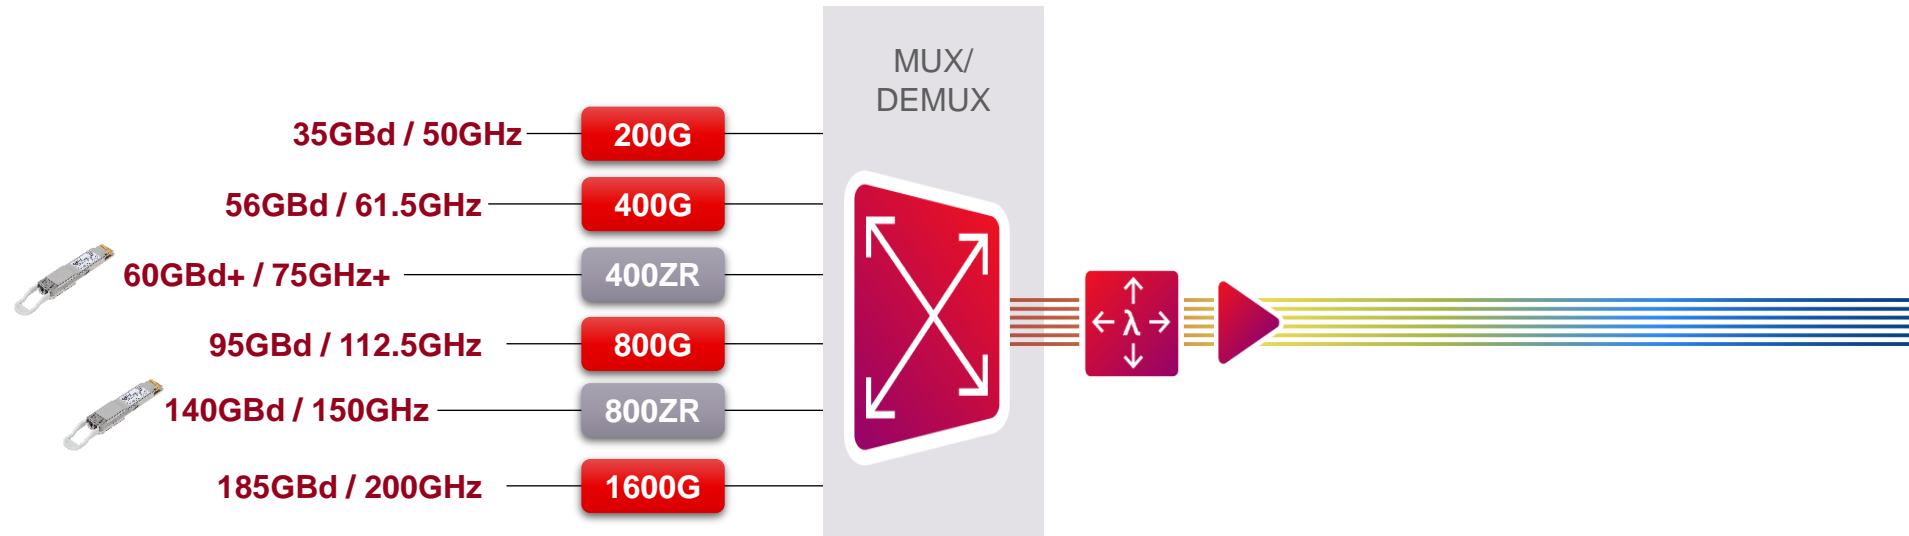 MUX/
DEMUX
35GBd / 50GHz
200G
56GBd / 61.5GHz
400G
60GBd+ / 75GHz+
400ZR
95GBd / 112.5GHz
800G
140GBd / 150GHz
800ZR
185GBd / 200GHz
1600G
λ